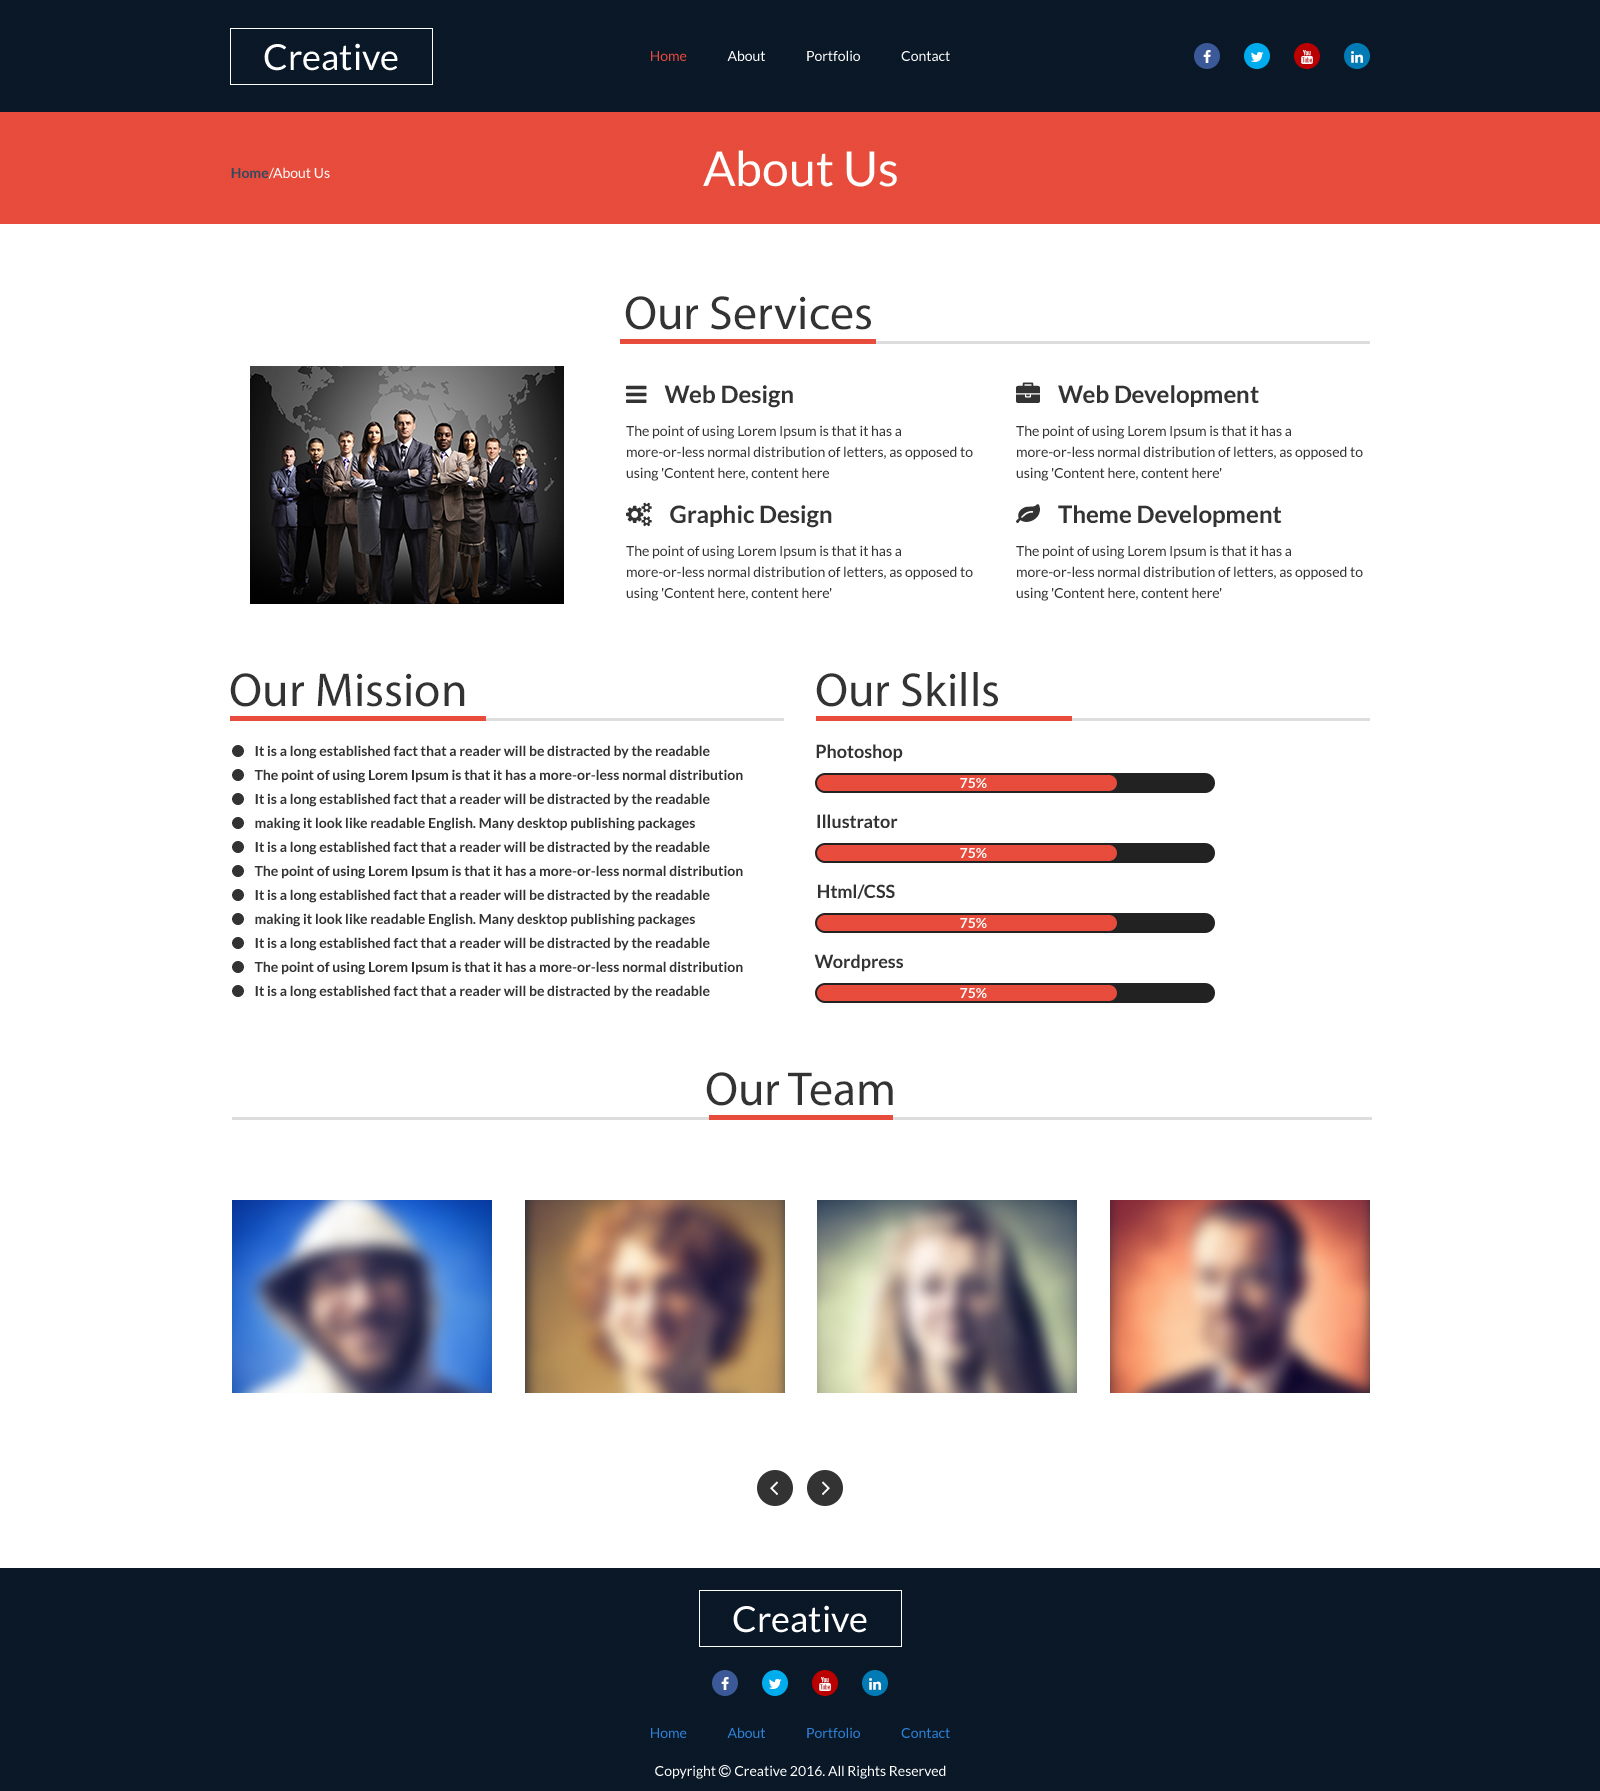 Creative
Home About Portfolio Contact
Home/About Us
About Us
Our Services
Web Design
The point of using Lorem Ipsum is that it has a
more-or-less normal distribution of letters, as opposed to
using 'Content here, content here
Web Development
The point of using Lorem Ipsum is that it has a
more-or-less normal distribution of letters, as opposed to
using 'Content here, content here'
Graphic Design
The point of using Lorem Ipsum is that it has a
more-or-less normal distribution of letters, as opposed to
using 'Content here, content here'
Theme Development
The point of using Lorem Ipsum is that it has a
more-or-less normal distribution of letters, as opposed to
using 'Content here, content here'
Our Mission
It is a long established fact that a reader will be distracted by the readable
The point of using Lorem Ipsum is that it has a more-or-less normal distribution
It is a long established fact that a reader will be distracted by the readable
making it look like readable English. Many desktop publishing packages
It is a long established fact that a reader will be distracted by the readable
The point of using Lorem Ipsum is that it has a more-or-less normal distribution
It is a long established fact that a reader will be distracted by the readable
making it look like readable English. Many desktop publishing packages
It is a long established fact that a reader will be distracted by the readable
The point of using Lorem Ipsum is that it has a more-or-less normal distribution
It is a long established fact that a reader will be distracted by the readable
Our Skills
Photoshop
75%
Illustrator
75%
Html/CSS
75%
Wordpress
75%
Our Team
Creative
Home About Portfolio Contact
Copyright © Creative 2016. All Rights Reserved